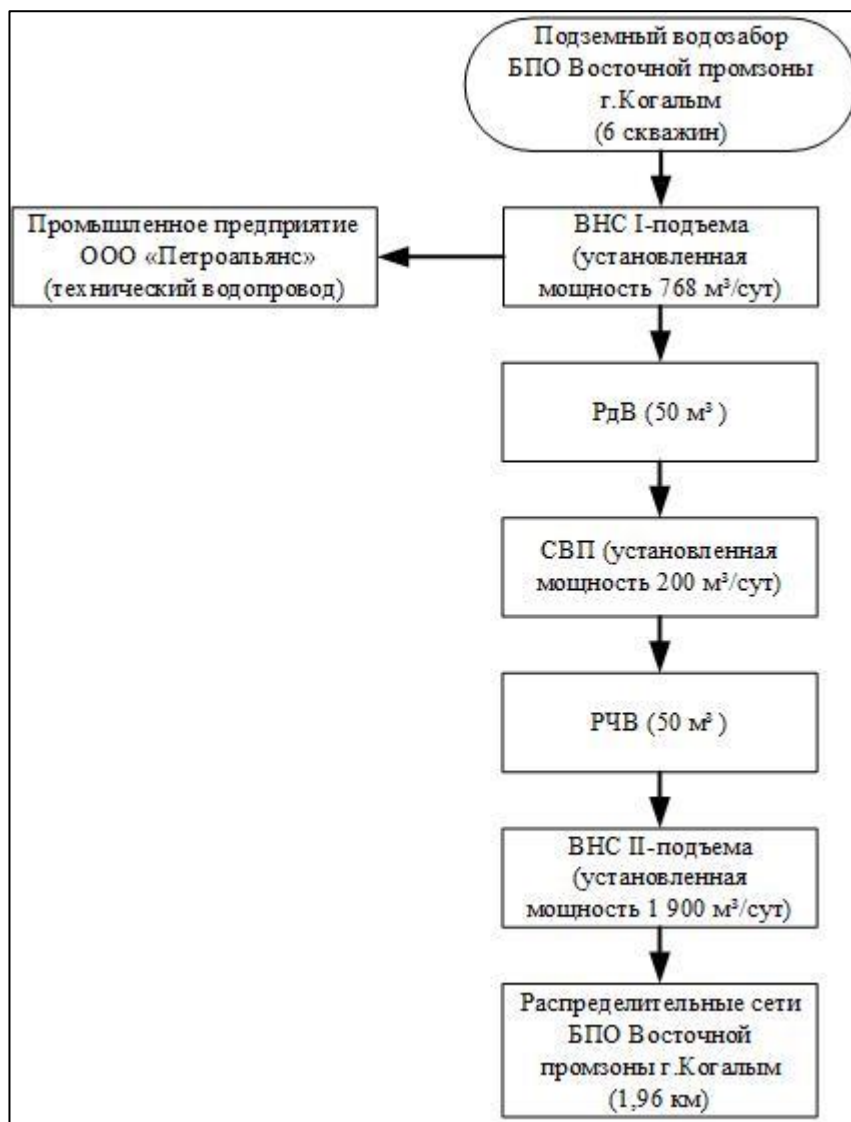 Подземный водозабор
БПО Восточной промзоны
г.Когалым
(6 скважин)
Промышленное предприятие
ООО «Петроальянс»
(технический водопровод)
ВНС I-подъема
(установленная
мощность 768 м³/сут)
РдВ (50 м³ )
СВП (установленная
мощность 200 м³/сут)
РЧВ (50 м³ )
ВНС II-подъема
(установленная
мощность 1 900 м³/сут)
Распределительные сети
БПО Восточной
промзоны г.Когалым
(1,96 км)